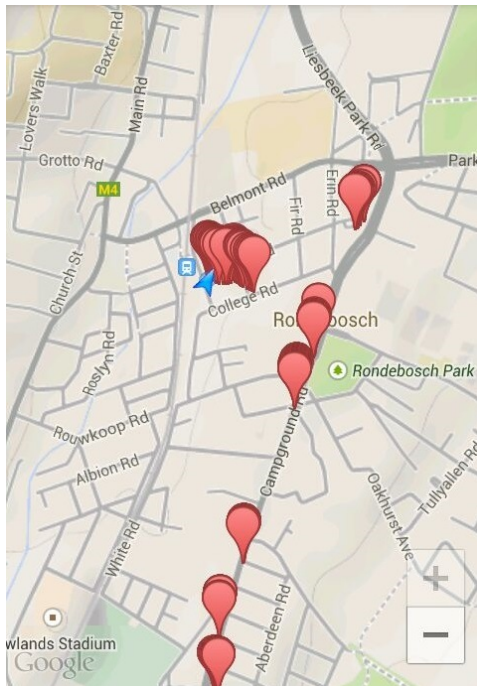 Baxter Rd
Liesbeek Park Rd
Lovers Walk
Main Rd
Grotto Rd
Park
M4
Belmont Rd
Erin Rd
Fir Rd
Church St
College Rd
Roslyn Rd
Rondebosch Park
Rouwkoop Rd
Campground Rd
Albion Rd
Tullyallen Rd
Oakhurst Ave
White Rd
Aberdeen Rd
+
−
wlands Stadium
Google